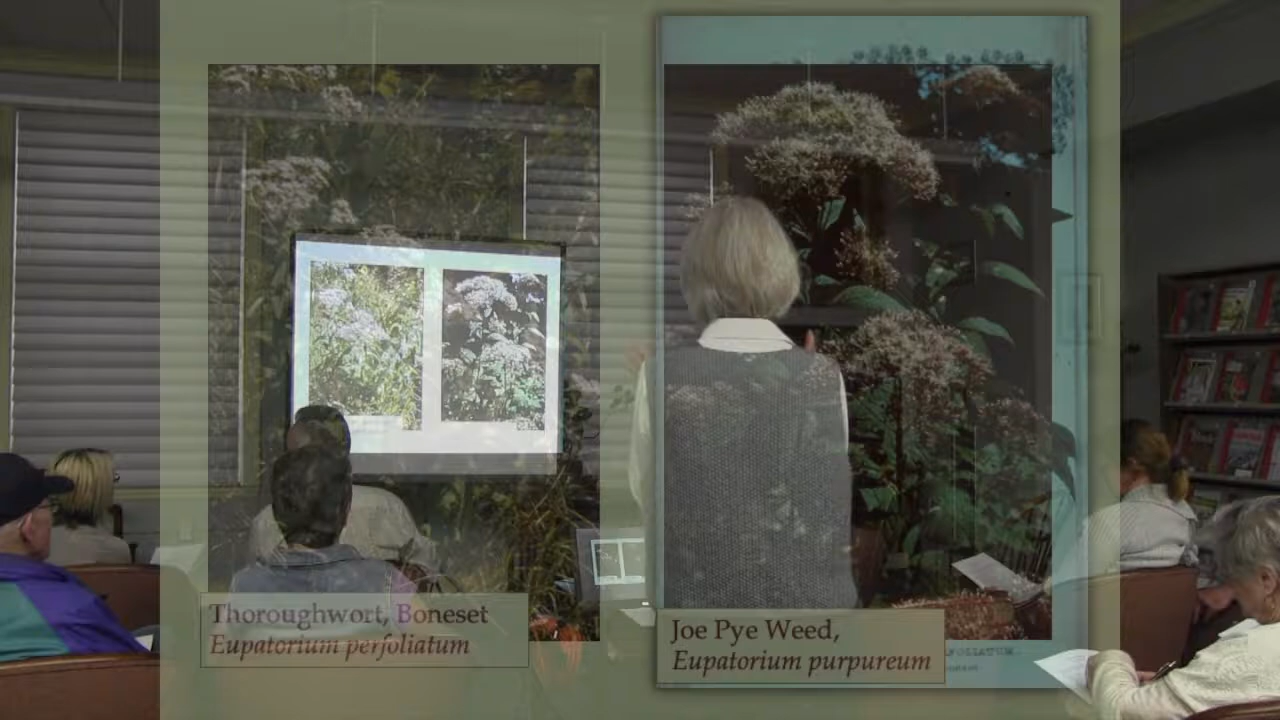 Thoroughwort, Boneset
Eupatorium perfoliatum
Joe Pye Weed,
Eupatorium purpureum